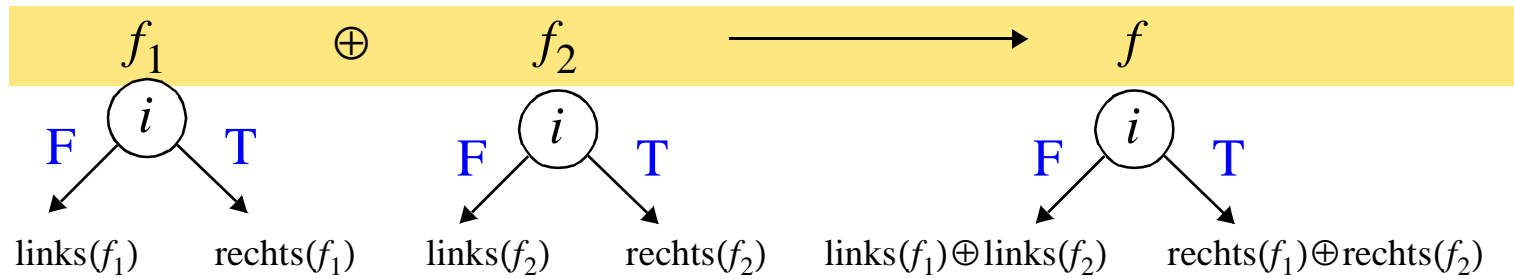 f₁ ⊕ f₂ f
i i i
F T F T F T
links(f₁) rechts(f₁) links(f₂) rechts(f₂) links(f₁)⊕links(f₂) rechts(f₁)⊕rechts(f₂)